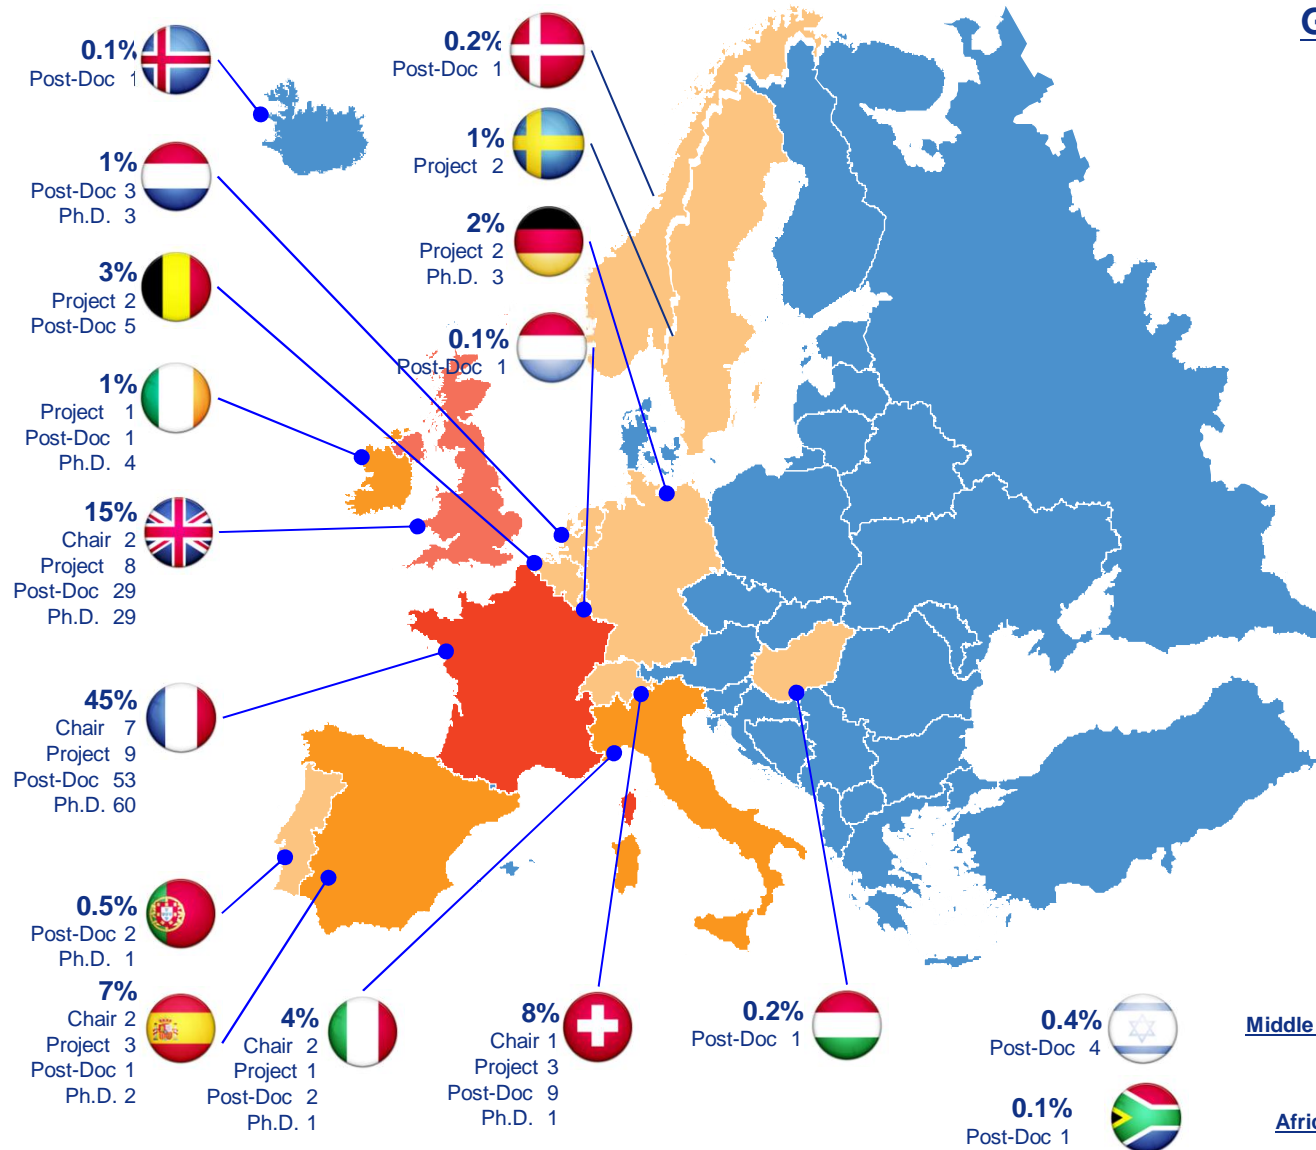 G
0.1%
Post-Doc 1
1%
Post-Doc 3
Ph.D. 3
3%
Project 2
Post-Doc 5
1%
Project 1
Post-Doc 1
Ph.D. 4
15%
Chair 2
Project 8
Post-Doc 29
Ph.D. 29
45%
Chair 7
Project 9
Post-Doc 53
Ph.D. 60
0.5%
Post-Doc 2
Ph.D. 1
7%
Chair 2
Project 3
Post-Doc 1
Ph.D. 2
0.2%
Post-Doc 1
1%
Project 2
2%
Project 2
Ph.D. 3
0.1%
Post-Doc 1
4%
Chair 2
Project 1
Post-Doc 2
Ph.D. 1
8%
Chair 1
Project 3
Post-Doc 9
Ph.D. 1
0.2%
Post-Doc 1
0.4%
Post-Doc 4
Middle
0.1%
Post-Doc 1
Afric